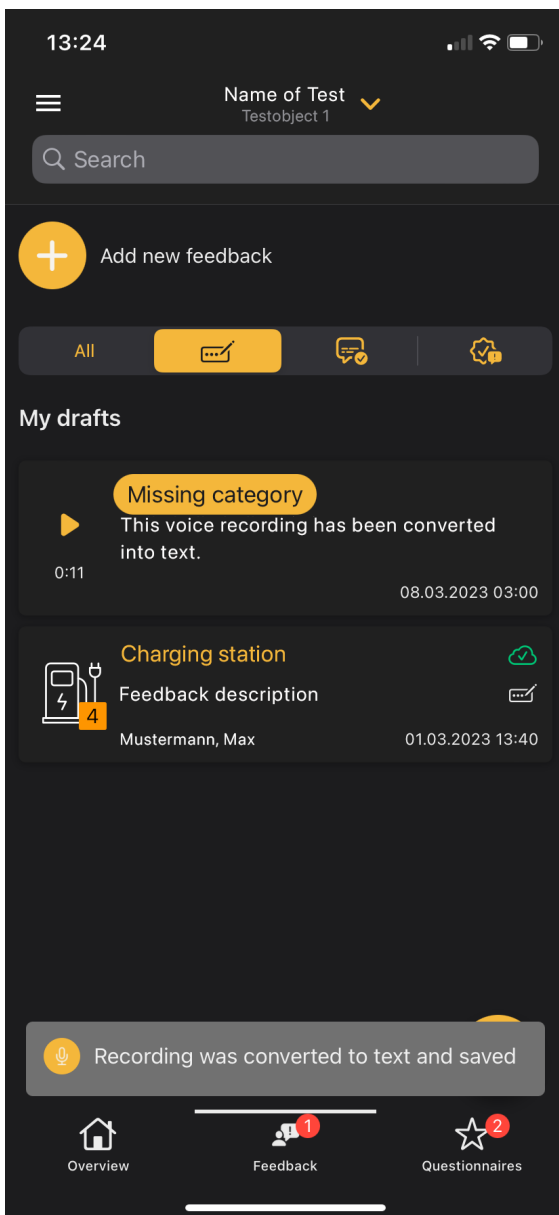 13:24
Name of Test
Testobject 1
Search
Add new feedback
All
My drafts
Missing category
This voice recording has been converted
into text.
0:11
08.03.2023 03:00
Charging station
Feedback description
4
Mustermann, Max
01.03.2023 13:40
Recording was converted to text and saved
1
2
Overview
Feedback
Questionnaires